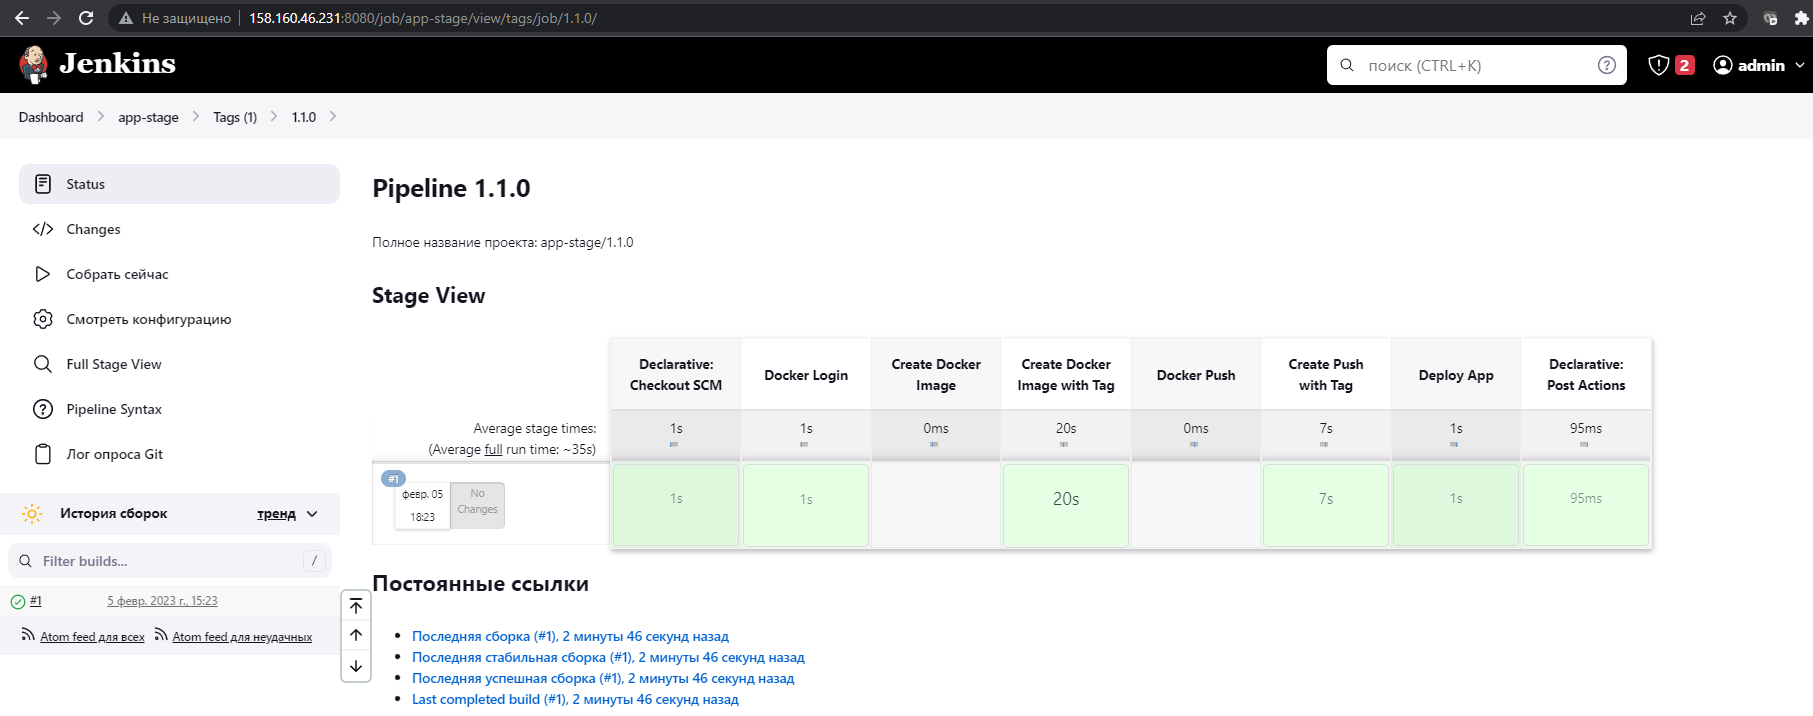 Не защищено | 158.160.46.231:8080/job/app-stage/view/tags/job/1.1.0/
Jenkins
поиск (CTRL+K)
?
2
admin
Dashboard
app-stage
Tags (1)
1.1.0
Status
Changes
Собрать сейчас
Смотреть конфигурацию
Full Stage View
Pipeline Syntax
Лог опроса Git
История сборок
тренд
Filter builds...
/
#1
5 февр. 2023 г., 15:23
Atom feed для всех
Atom feed для неудачных
Pipeline 1.1.0
Полное название проекта: app-stage/1.1.0
Stage View
Declarative:
Checkout SCM
Docker Login
Create Docker
Image
Create Docker
Image with Tag
Docker Push
Create Push
with Tag
Deploy App
Declarative:
Post Actions
Average stage times:
(Average full run time: ~35s)
1s
1s
0ms
20s
0ms
7s
1s
95ms
#1
февр. 05
18:23
No
Changes
1s
1s
20s
7s
1s
95ms
Постоянные ссылки
Последняя сборка (#1), 2 минуты 46 секунд назад
Последняя стабильная сборка (#1), 2 минуты 46 секунд назад
Последняя успешная сборка (#1), 2 минуты 46 секунд назад
Last completed build (#1), 2 минуты 46 секунд назад